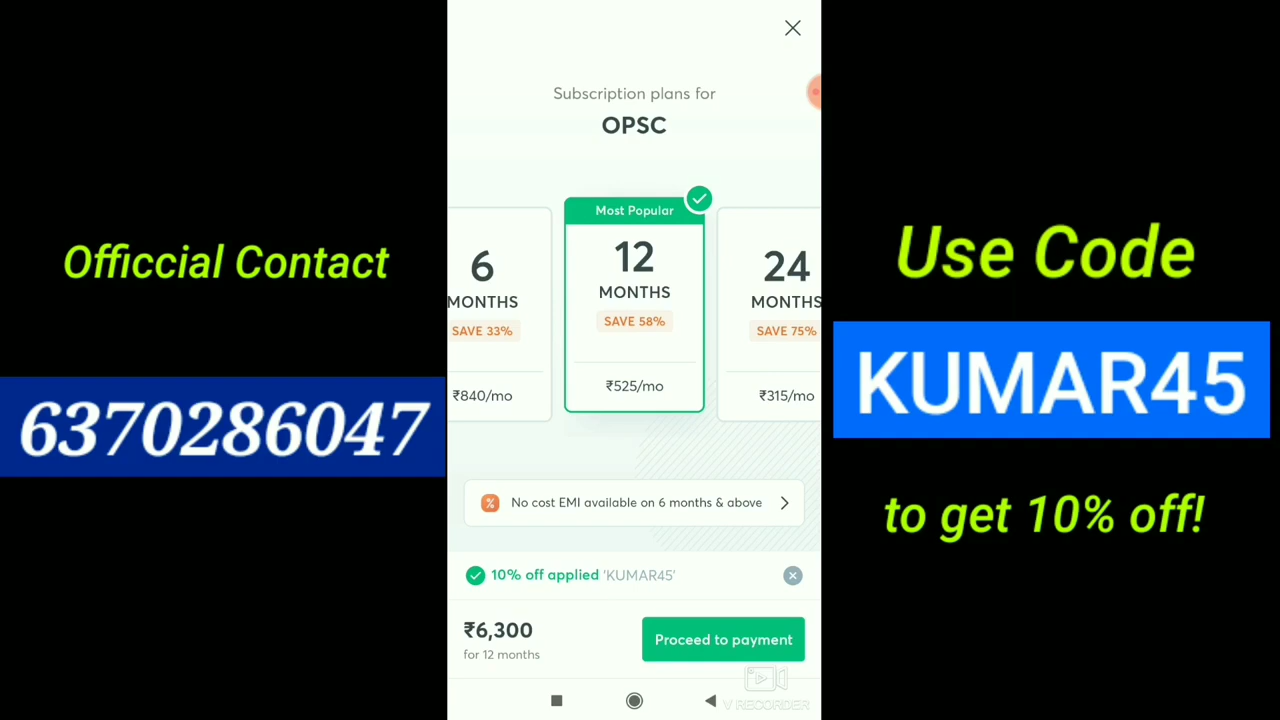 Officcial Contact
6370286047
Subscription plans for
OPSC
6
MONTHS
SAVE 33%
₹840/mo
Most Popular
12
MONTHS
SAVE 58%
₹525/mo
24
MONTHS
SAVE 75%
₹315/mo
No cost EMI available on 6 months & above
10% off applied 'KUMAR45'
₹6,300
for 12 months
Proceed to payment
V RECORDER
Use Code
KUMAR45
to get 10% off!